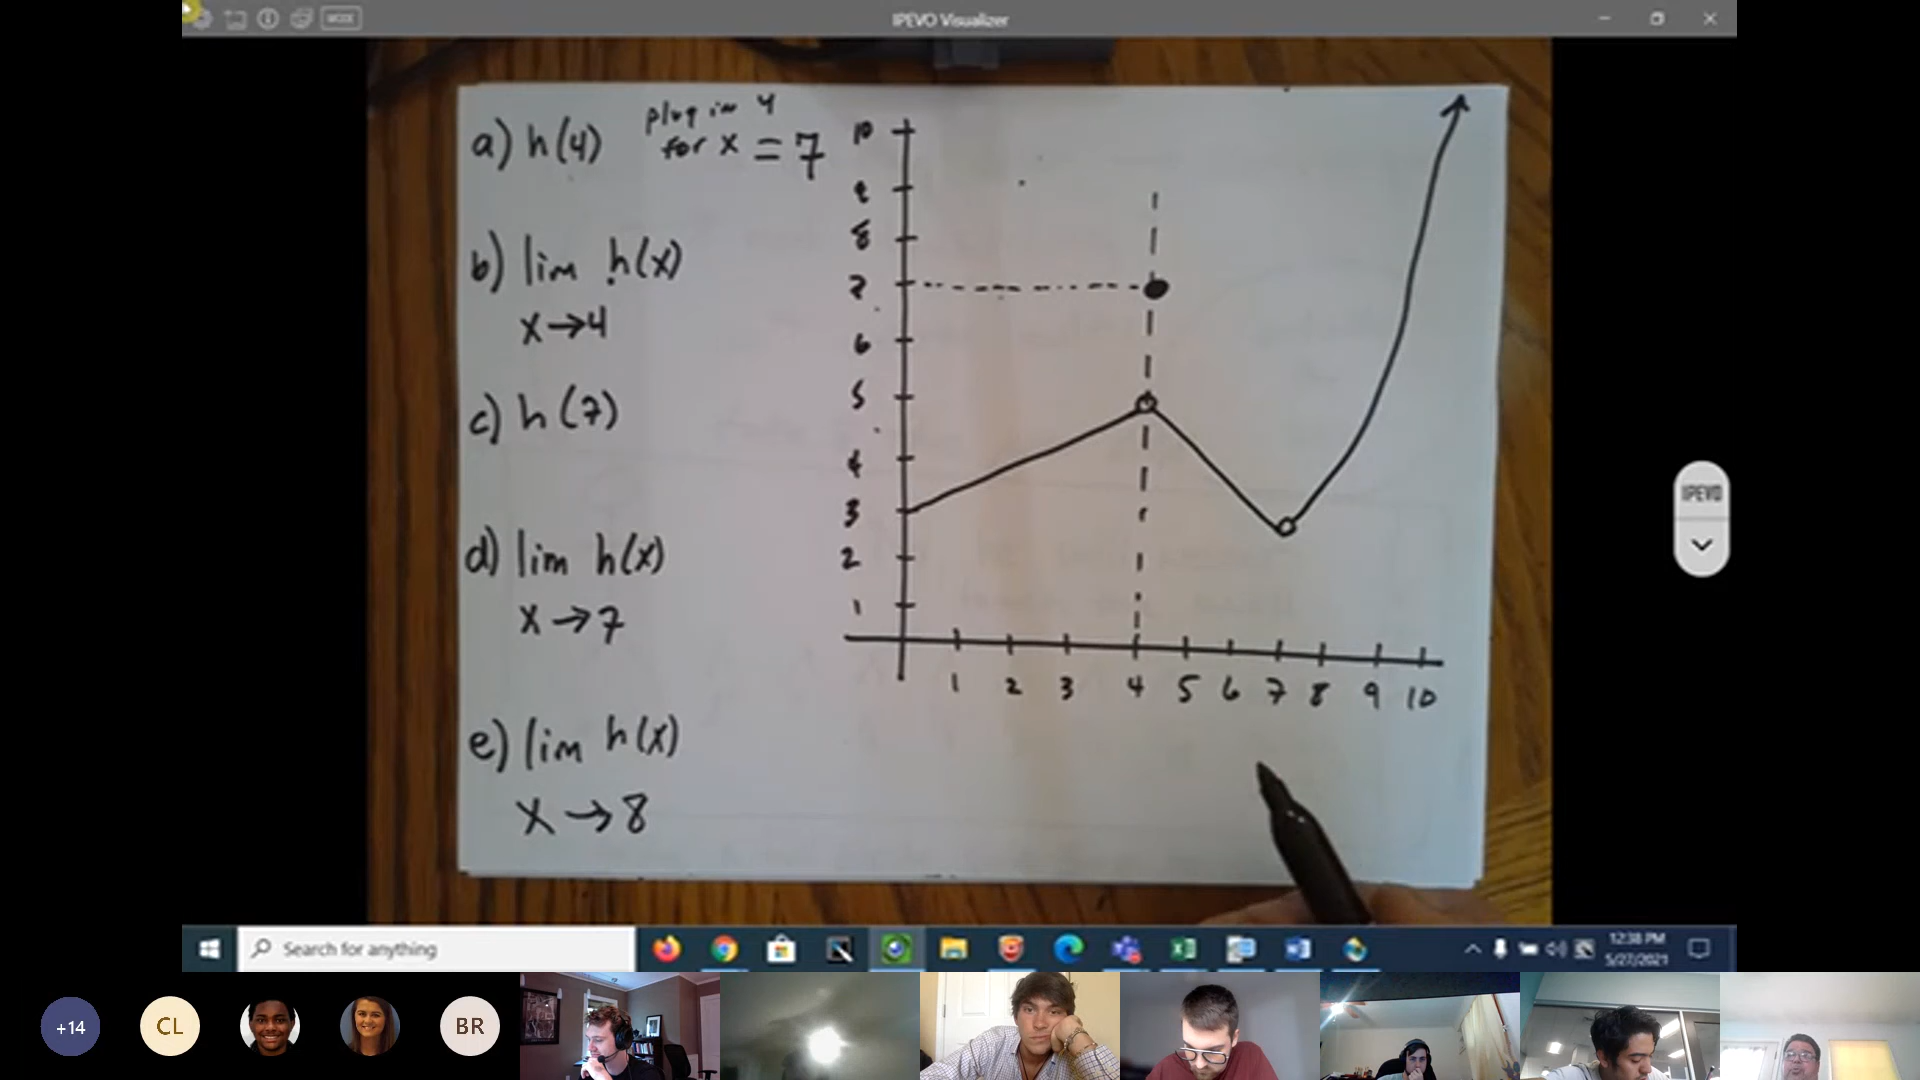 MODE
IPEVO Visualizer
a) h(4) plug in 4
for x = 7
b) lim h(x)
x→4
c) h(7)
d) lim h(x)
x→7
e) lim h(x)
x→8
10
9
8
7
6
5
4
3
2
1
1 2 3 4 5 6 7 8 9 10
IPEVO
Search for anything
12:38 PM
5/27/2021
+14
CL
BR